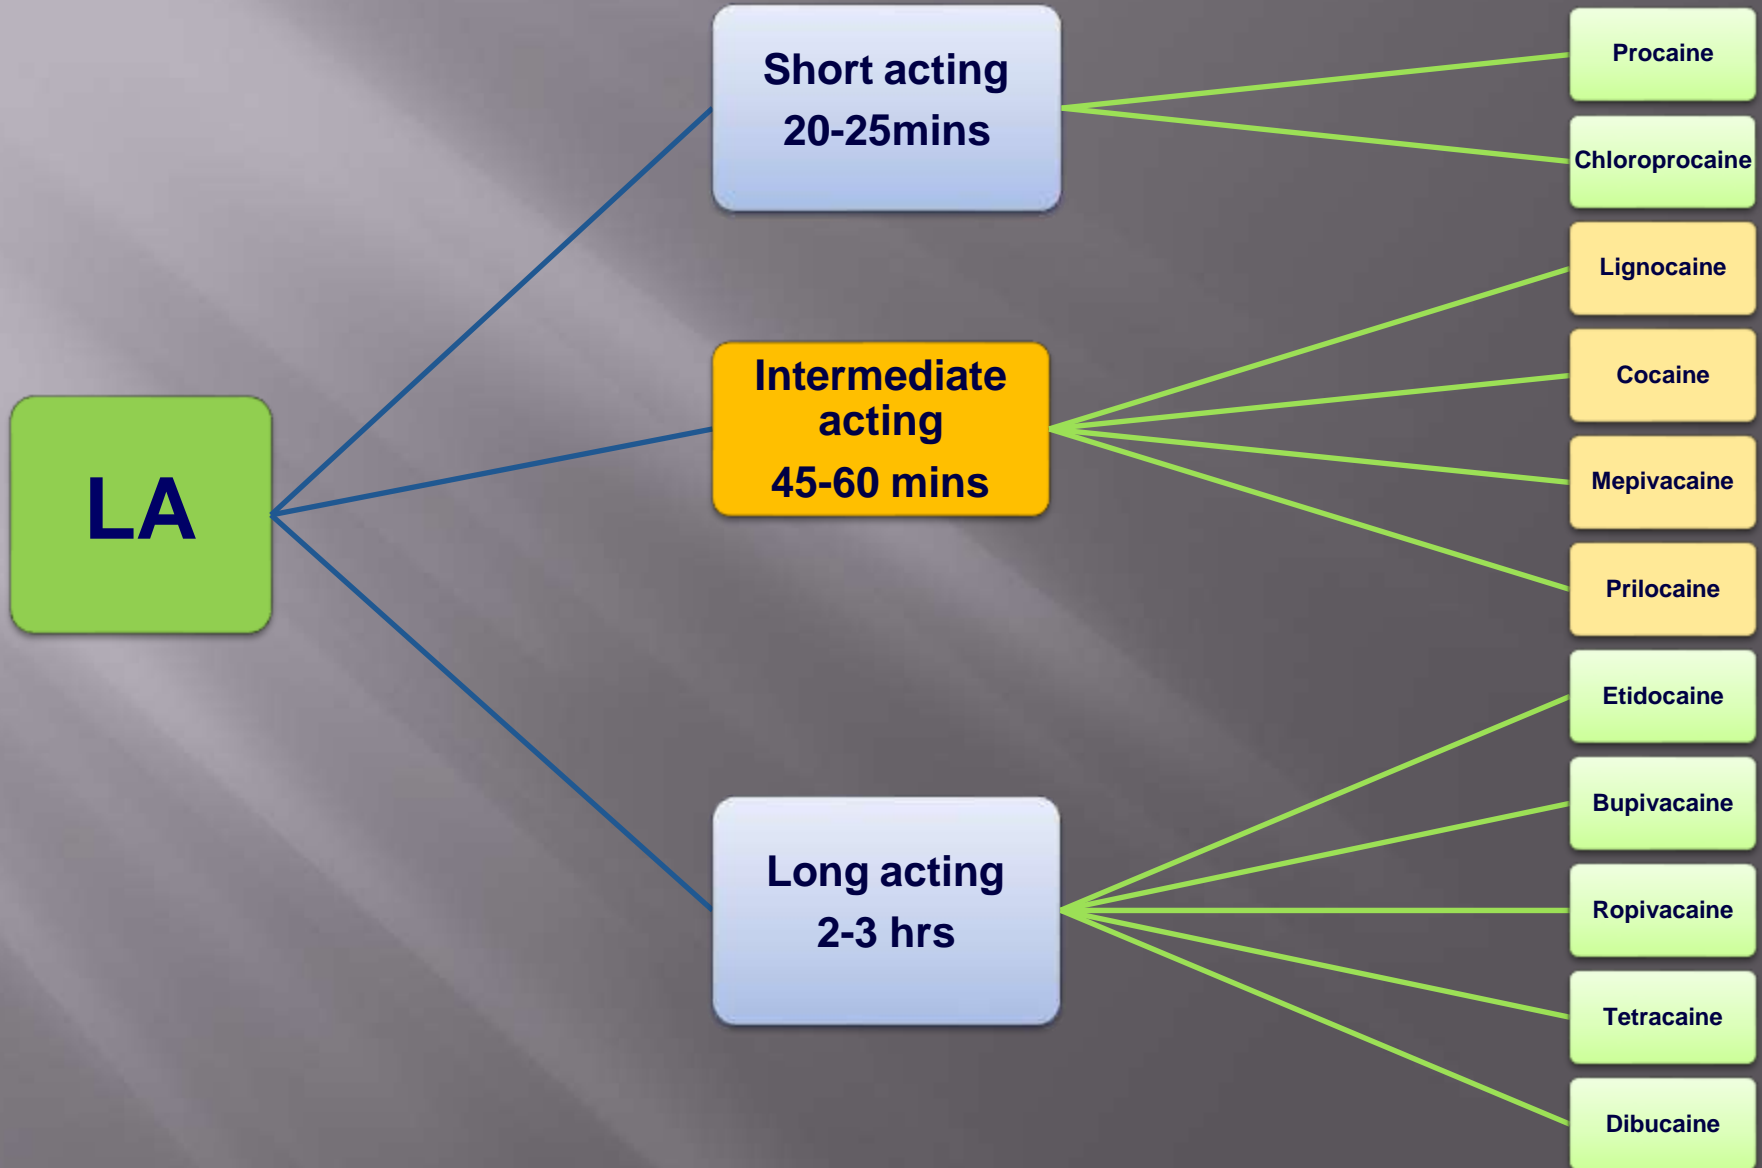 LA
Short acting
20-25mins
Procaine
Chloroprocaine
Intermediate
acting
45-60 mins
Lignocaine
Cocaine
Mepivacaine
Prilocaine
Long acting
2-3 hrs
Etidocaine
Bupivacaine
Ropivacaine
Tetracaine
Dibucaine